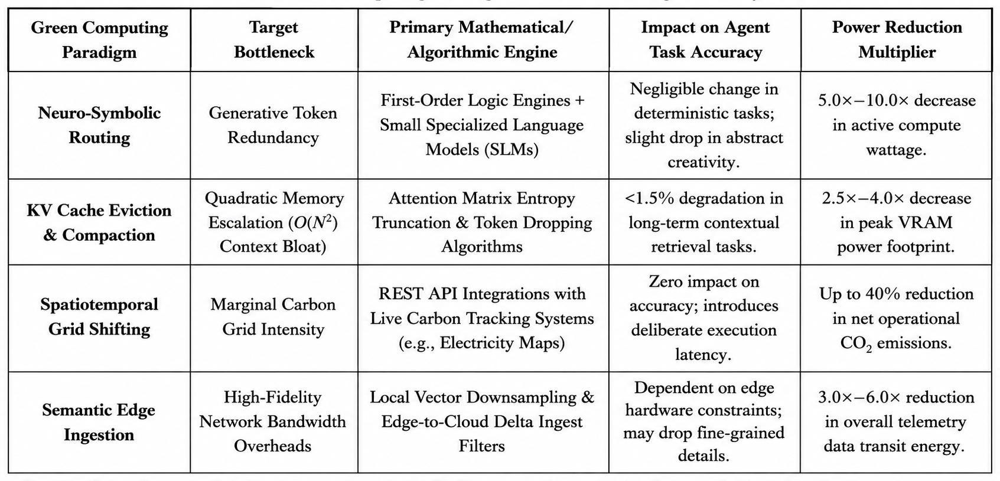 Green Computing
Paradigm
Target
Bottleneck
Primary Mathematical/
Algorithmic Engine
Impact on Agent
Task Accuracy
Power Reduction
Multiplier
Neuro-Symbolic
Routing
Generative Token
Redundancy
First-Order Logic Engines +
Small Specialized Language
Models (SLMs)
Negligible change in
deterministic tasks;
slight drop in abstract
creativity.
5.0×–10.0× decrease
in active compute
wattage.
KV Cache Eviction
& Compaction
Quadratic Memory
Escalation (O(N²)
Context Bloat)
Attention Matrix Entropy
Truncation & Token Dropping
Algorithms
<1.5% degradation in
long-term contextual
retrieval tasks.
2.5×–4.0× decrease
in peak VRAM
power footprint.
Spatiotemporal
Grid Shifting
Marginal Carbon
Grid Intensity
REST API Integrations with
Live Carbon Tracking Systems
(e.g., Electricity Maps)
Zero impact on
accuracy; introduces
deliberate execution
latency.
Up to 40% reduction
in net operational
CO₂ emissions.
Semantic Edge
Ingestion
High-Fidelity
Network Bandwidth
Overheads
Local Vector Downsampling &
Edge-to-Cloud Delta Ingest
Filters
Dependent on edge
hardware constraints;
may drop fine-grained
details.
3.0×–6.0× reduction
in overall telemetry
data transit energy.